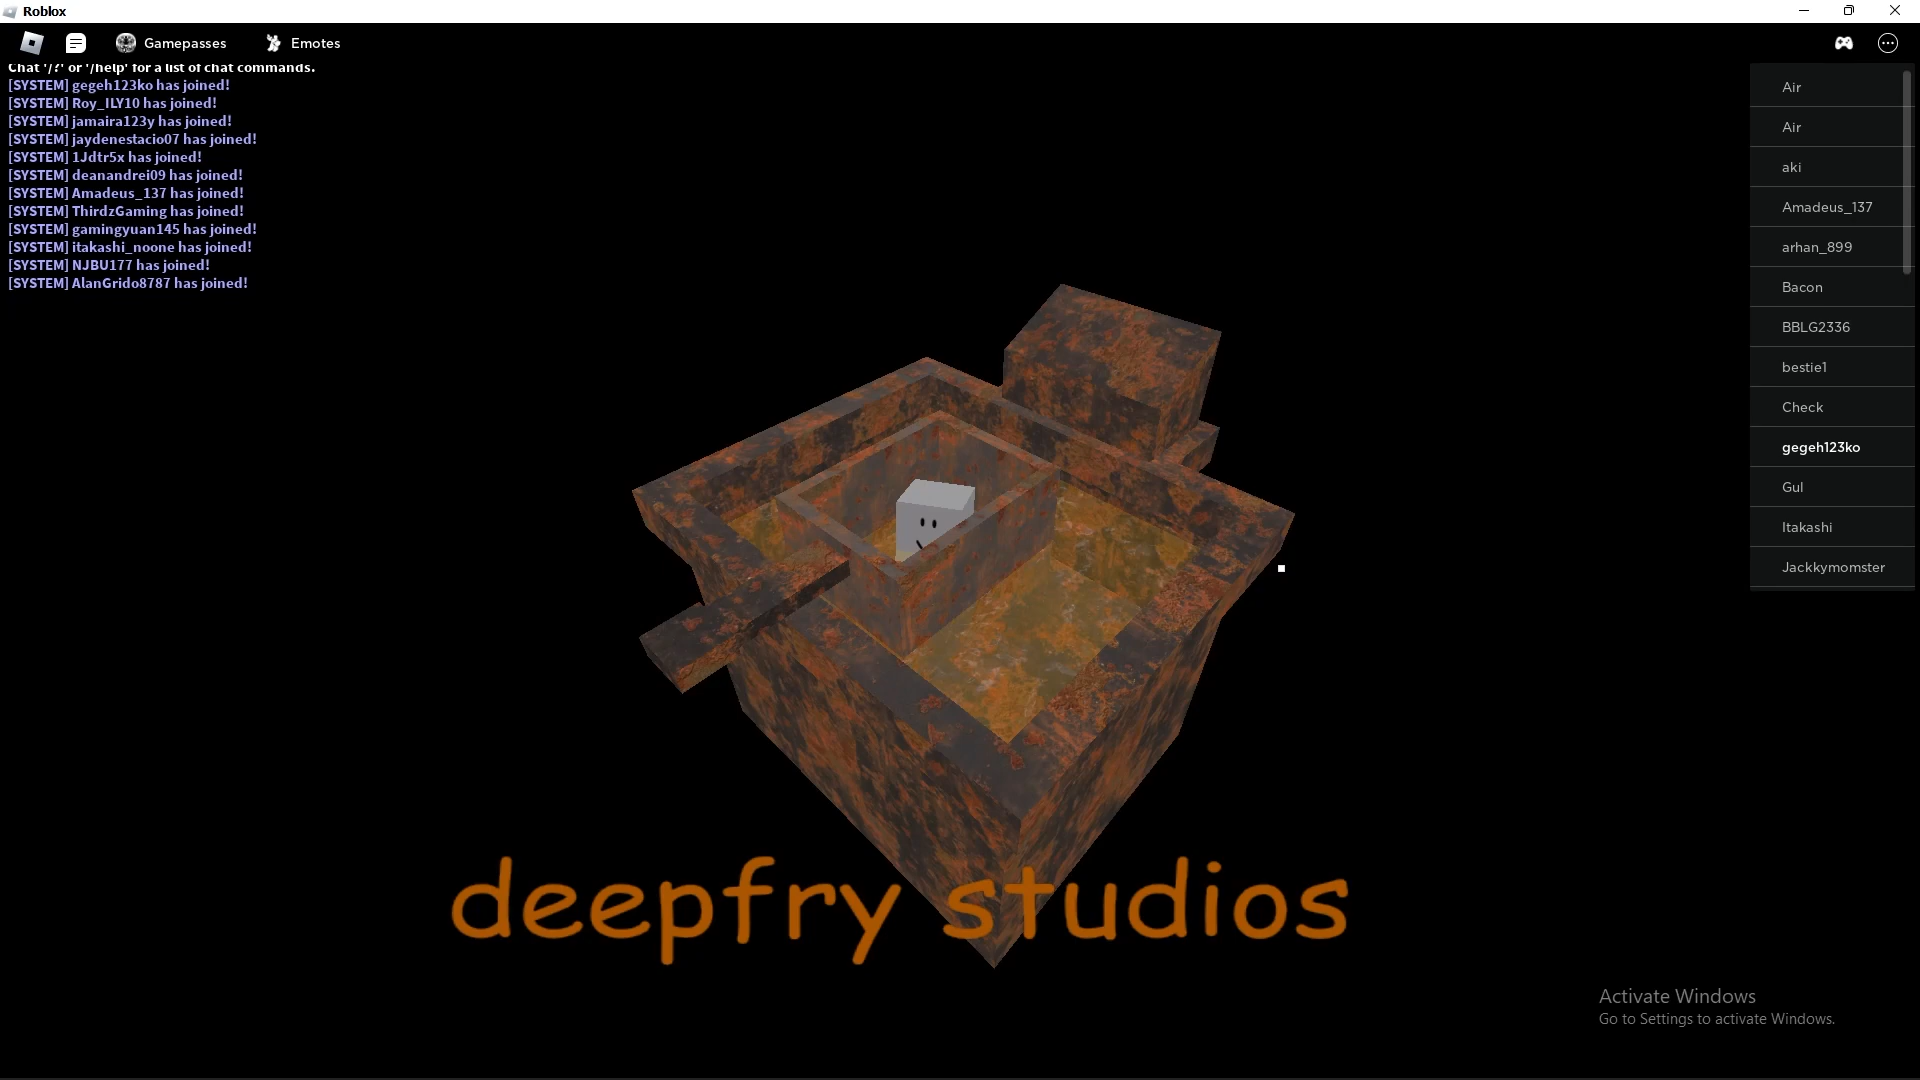 Roblox
Gamepasses
Emotes
Chat '/?' or '/help' for a list of chat commands.
[SYSTEM] gegeh123ko has joined!
[SYSTEM] Roy_ILY10 has joined!
[SYSTEM] jamaira123y has joined!
[SYSTEM] jaydenestacio07 has joined!
[SYSTEM] 1Jdtr5x has joined!
[SYSTEM] deanandrei09 has joined!
[SYSTEM] Amadeus_137 has joined!
[SYSTEM] ThirdzGaming has joined!
[SYSTEM] gamingyuan145 has joined!
[SYSTEM] itakashi_noone has joined!
[SYSTEM] NJBU177 has joined!
[SYSTEM] AlanGrido8787 has joined!
Air
Air
aki
Amadeus_137
arhan_899
Bacon
BBLG2336
bestie1
Check
gegeh123ko
Gul
Itakashi
Jackkymomster
deepfry studios
Activate Windows
Go to Settings to activate Windows.